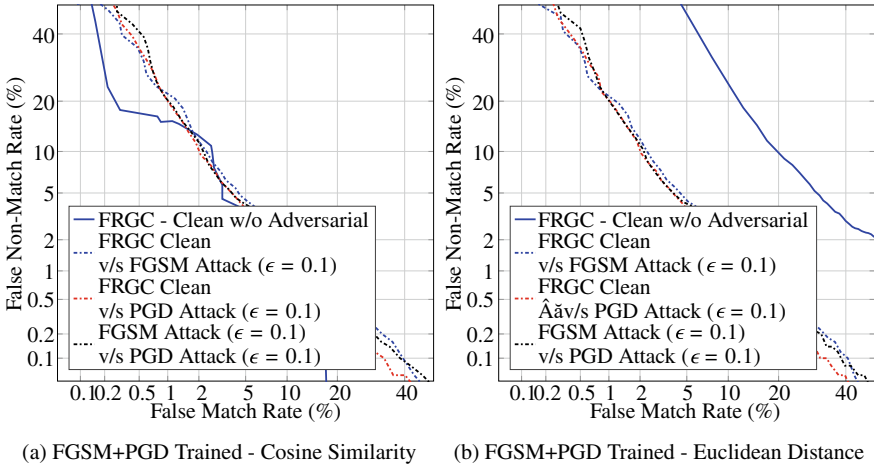 40
20
10
5
2
1
0.5
0.2
0.1
False Non-Match Rate (%)
FRGC - Clean w/o Adversarial
FRGC Clean
v/s FGSM Attack (ϵ = 0.1)
FRGC Clean
v/s PGD Attack (ϵ = 0.1)
FGSM Attack (ϵ = 0.1)
v/s PGD Attack (ϵ = 0.1)
0.1 0.2 0.5 1 2 5 10 20 40
False Match Rate (%)
(a) FGSM+PGD Trained - Cosine Similarity
40
20
10
5
2
1
0.5
0.2
0.1
False Non-Match Rate (%)
FRGC - Clean w/o Adversarial
FRGC Clean
v/s FGSM Attack (ϵ = 0.1)
FRGC Clean
Âăv/s PGD Attack (ϵ = 0.1)
FGSM Attack (ϵ = 0.1)
v/s PGD Attack (ϵ = 0.1)
0.1 0.2 0.5 1 2 5 10 20 40
False Match Rate (%)
(b) FGSM+PGD Trained - Euclidean Distance